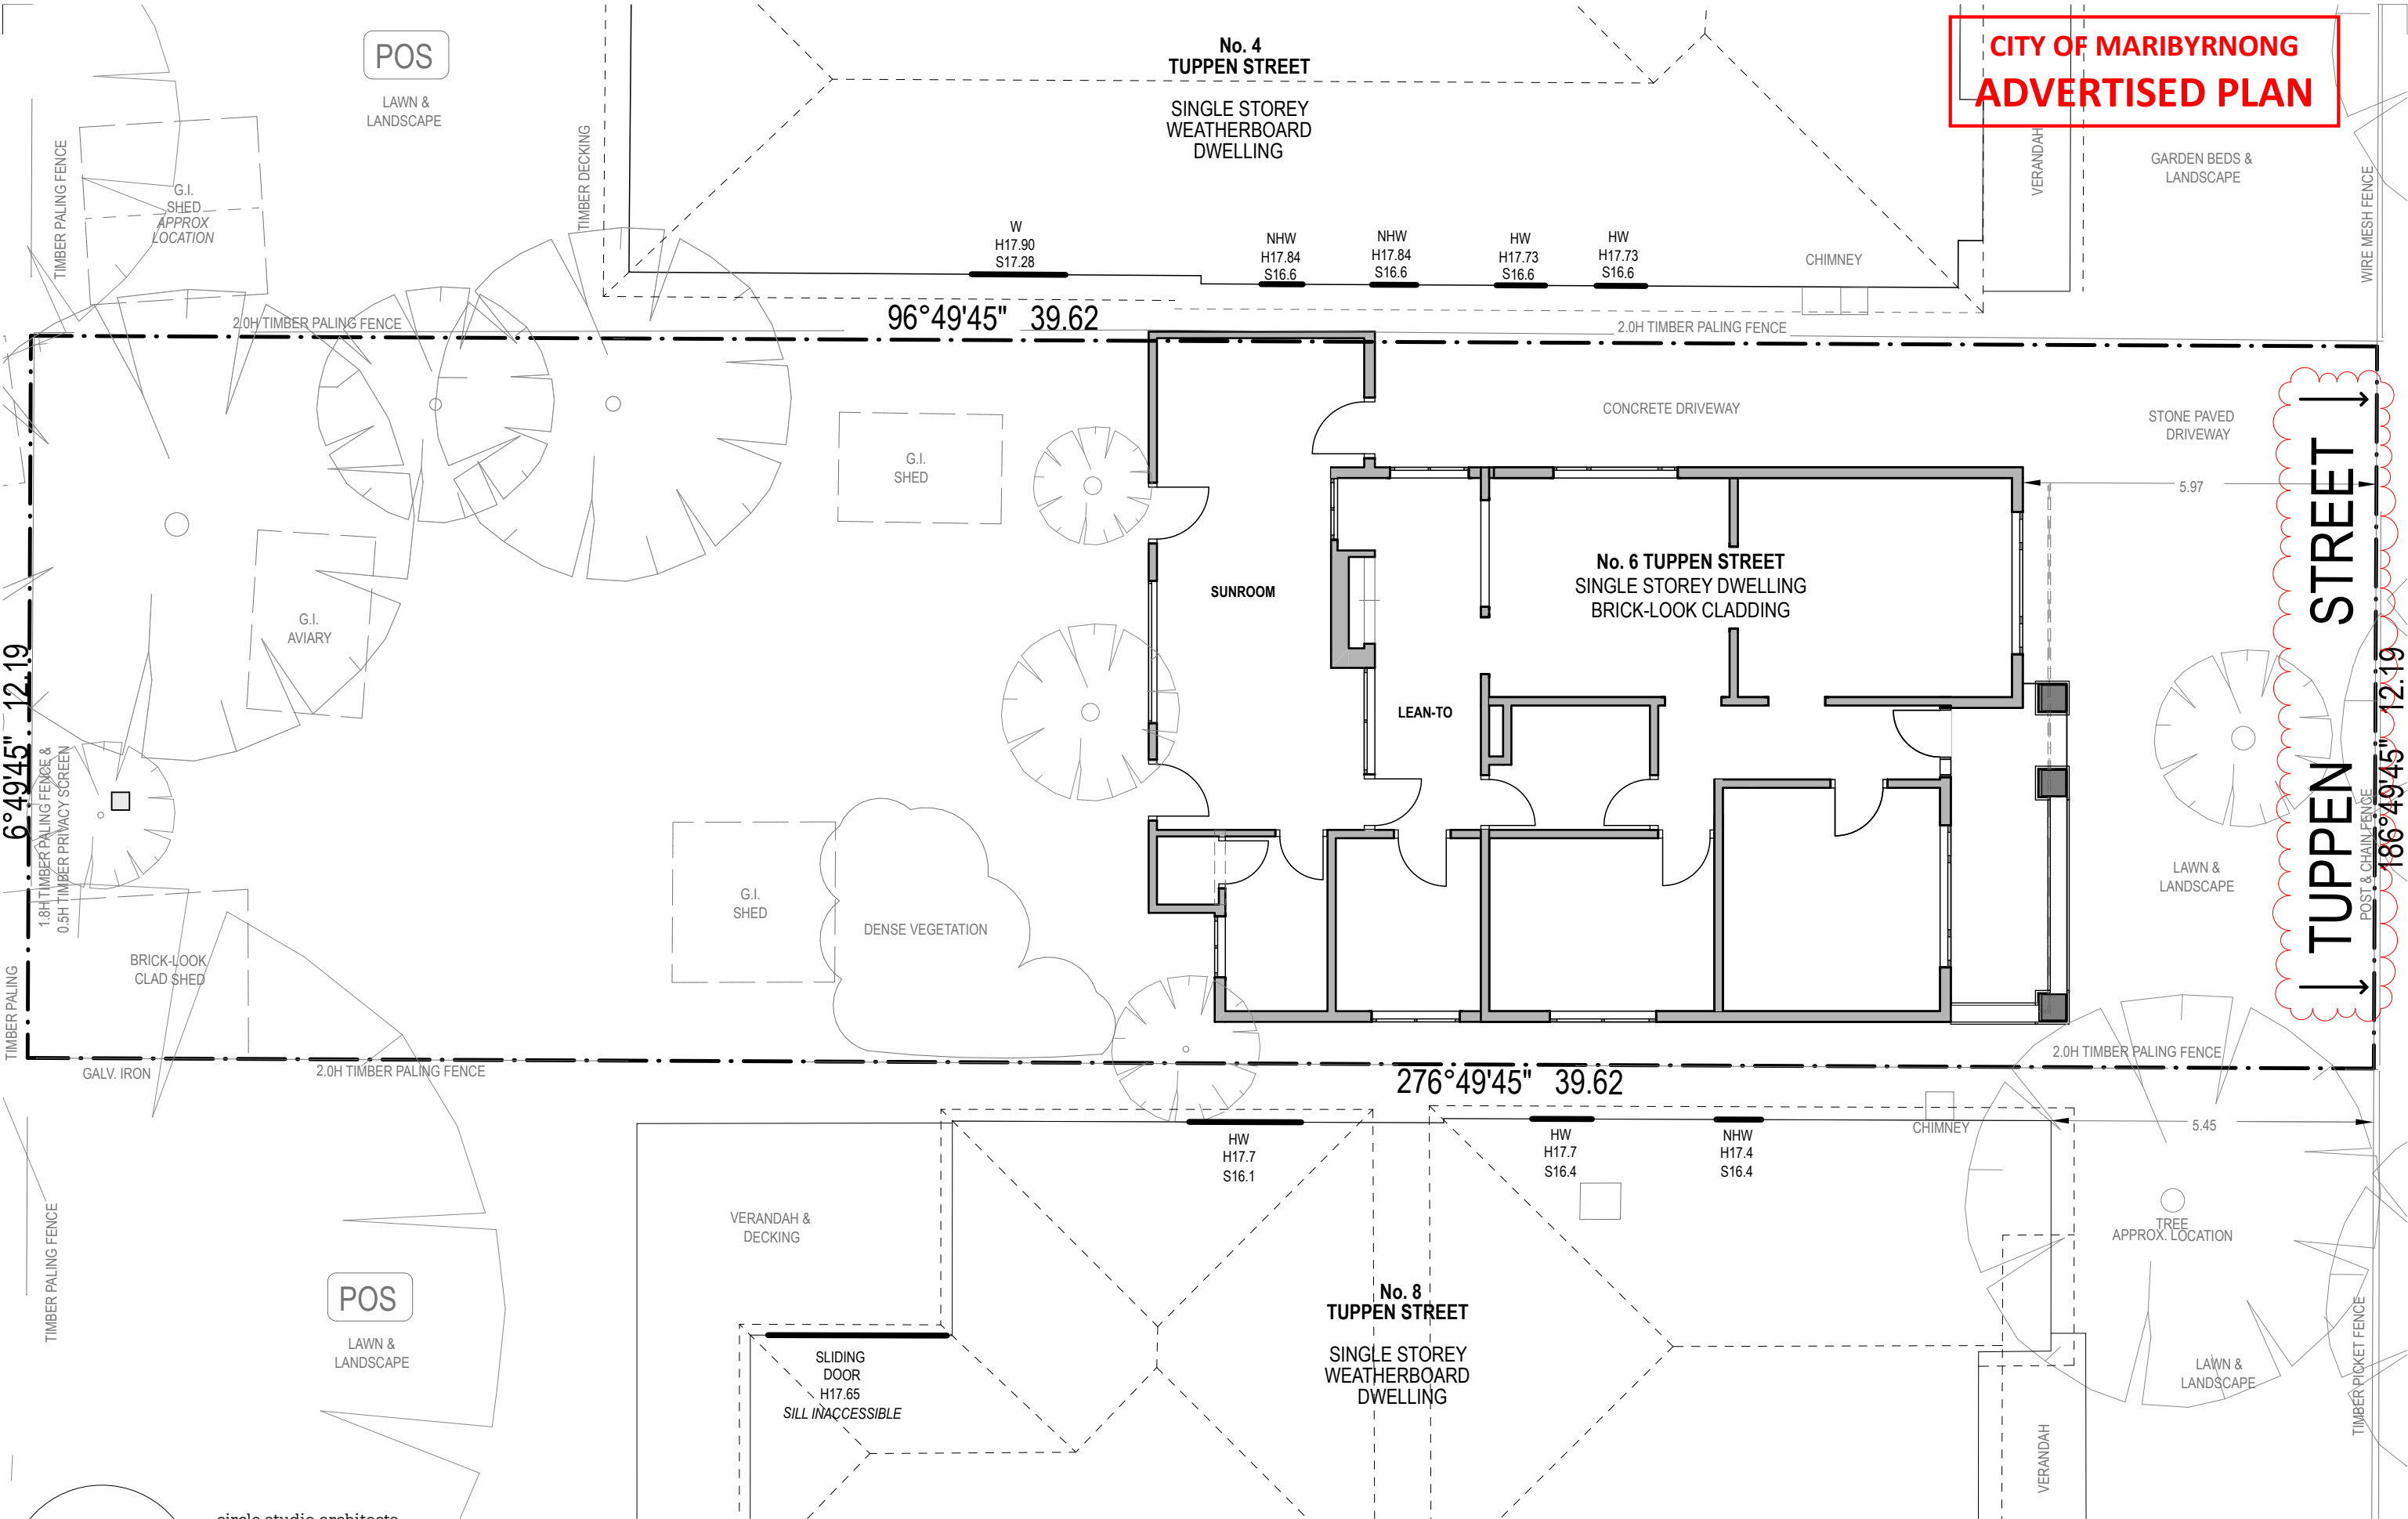 CITY OF MARIBYRNONG
ADVERTISED PLAN
POS
LAWN &
LANDSCAPE
No. 4
TUPPEN STREET
SINGLE STOREY
WEATHERBOARD
DWELLING
TIMBER PALING FENCE
G.I.
SHED
APPROX
LOCATION
TIMBER DECKING
VERANDAH
GARDEN BEDS &
LANDSCAPE
WIRE MESH FENCE
W
H17.90
S17.28
NHW
H17.84
S16.6
NHW
H17.84
S16.6
HW
H17.73
S16.6
HW
H17.73
S16.6
CHIMNEY
2.0H TIMBER PALING FENCE
96°49'45" 39.62
2.0H TIMBER PALING FENCE
CONCRETE DRIVEWAY
STONE PAVED
DRIVEWAY
G.I.
SHED
5.97
SUNROOM
No. 6 TUPPEN STREET
SINGLE STOREY DWELLING
BRICK-LOOK CLADDING
G.I.
AVIARY
LEAN-TO
6°49'45" 12.19
1.8H TIMBER PALING FENCE &
0.5H TIMBER PRIVACY SCREEN
TUPPEN STREET
186°49'45" 12.19
POST & CHAIN FENCE
LAWN &
LANDSCAPE
G.I.
SHED
DENSE VEGETATION
BRICK-LOOK
CLAD SHED
TIMBER PALING
GALV. IRON
2.0H TIMBER PALING FENCE
276°49'45" 39.62
2.0H TIMBER PALING FENCE
HW
H17.7
S16.1
HW
H17.7
S16.4
NHW
H17.4
S16.4
CHIMNEY
5.45
TIMBER PALING FENCE
VERANDAH &
DECKING
TREE
APPROX. LOCATION
POS
LAWN &
LANDSCAPE
No. 8
TUPPEN STREET
SINGLE STOREY
WEATHERBOARD
DWELLING
SLIDING
DOOR
H17.65
SILL INACCESSIBLE
LAWN &
LANDSCAPE
TIMBER PICKET FENCE
VERANDAH
circle studio architects